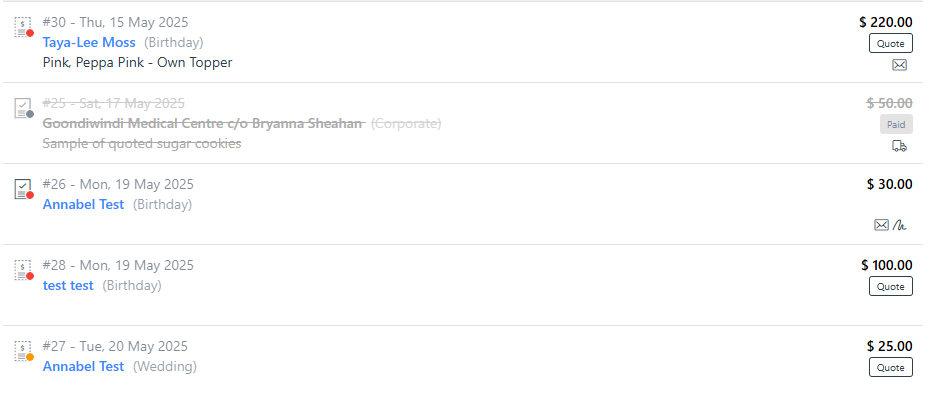 #30 - Thu, 15 May 2025
$ 220.00
Taya-Lee Moss (Birthday)
Quote
Pink, Peppa Pink - Own Topper
#25 - Sat, 17 May 2025
$ 50.00
Goondiwindi Medical Centre c/o Bryanna Sheahan (Corporate)
Paid
Sample of quoted sugar cookies
#26 - Mon, 19 May 2025
$ 30.00
Annabel Test (Birthday)
#28 - Mon, 19 May 2025
$ 100.00
test test (Birthday)
Quote
#27 - Tue, 20 May 2025
$ 25.00
Annabel Test (Wedding)
Quote